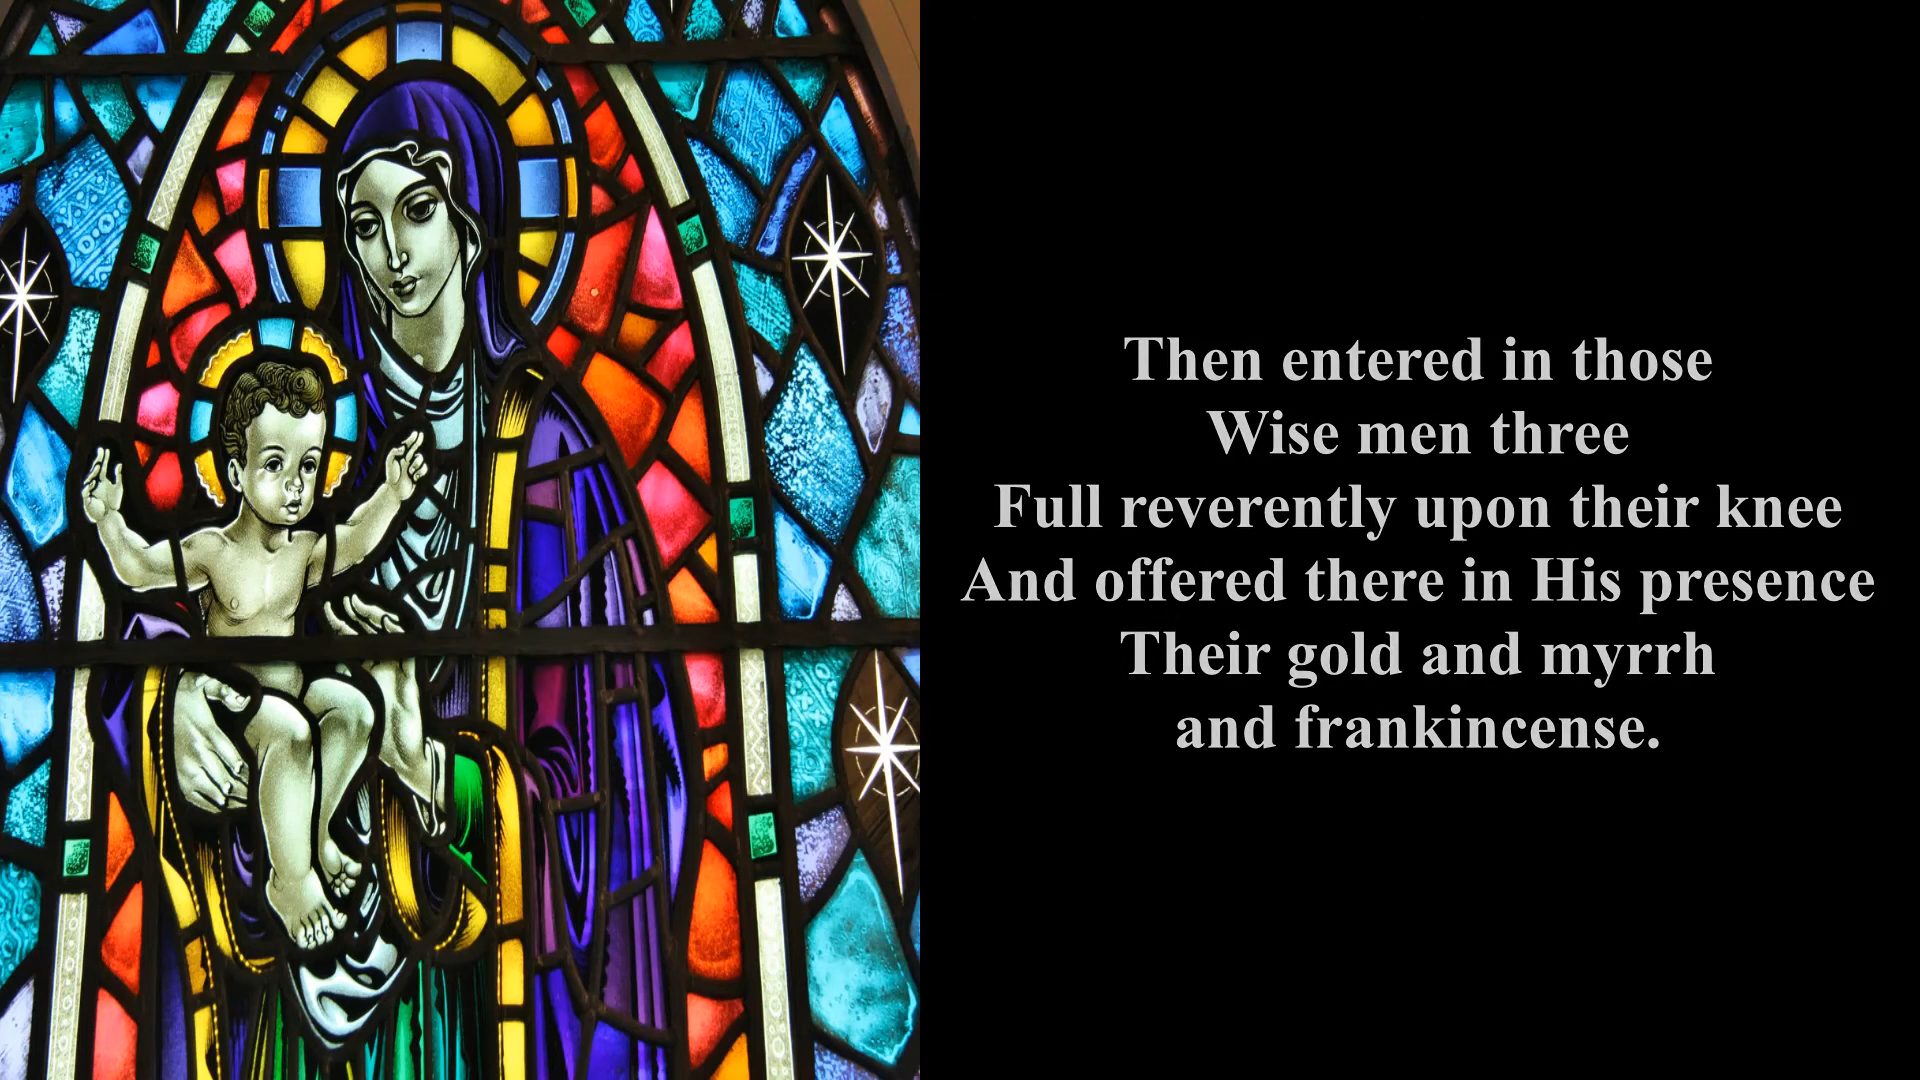 Then entered in those
Wise men three
Full reverently upon their knee
And offered there in His presence
Their gold and myrrh
and frankincense.